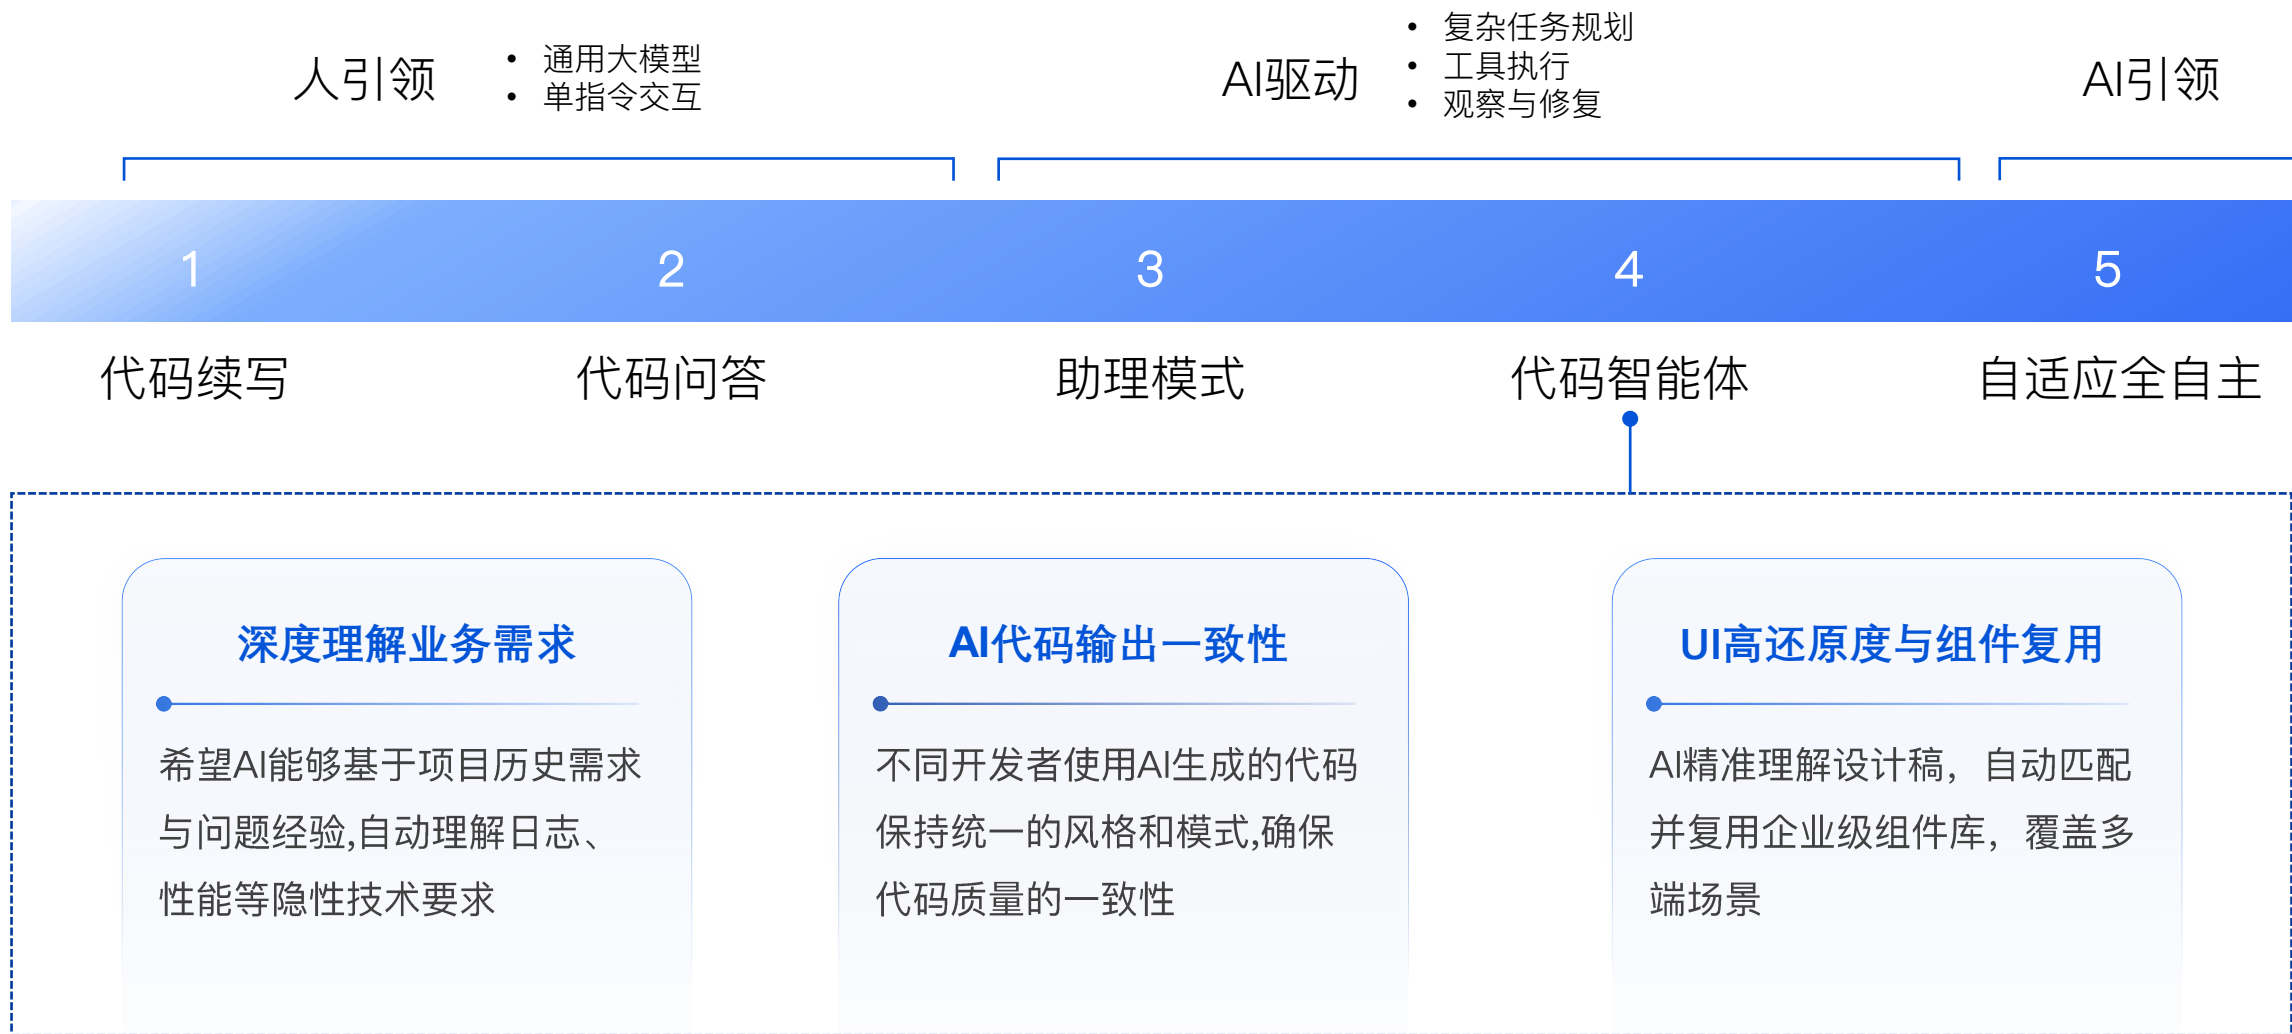 人引领
• 通用大模型
• 单指令交互
AI驱动
• 复杂任务规划
• 工具执行
• 观察与修复
AI引领
1
2
3
4
5
代码续写
代码问答
助理模式
代码智能体
自适应全自主
深度理解业务需求
希望AI能够基于项目历史需求
与问题经验,自动理解日志、
性能等隐性技术要求
AI代码输出一致性
不同开发者使用AI生成的代码
保持统一的风格和模式,确保
代码质量的一致性
UI高还原度与组件复用
AI精准理解设计稿，自动匹配
并复用企业级组件库，覆盖多
端场景